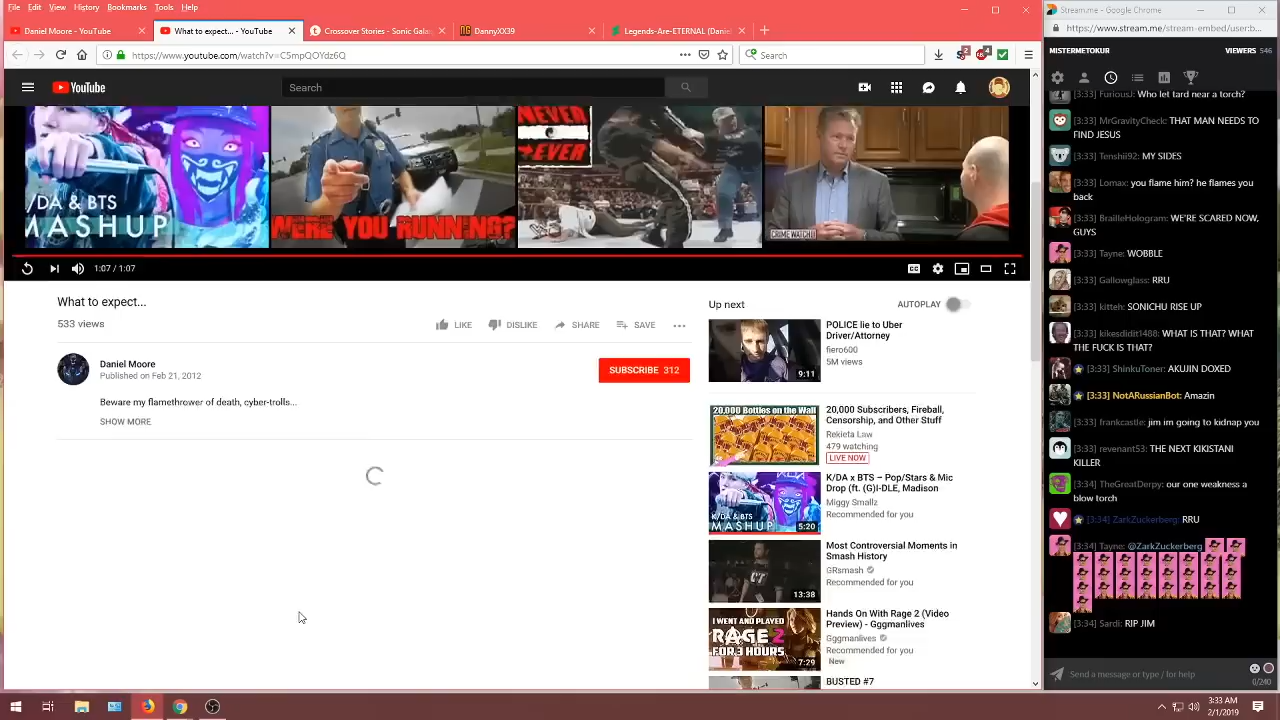 File Edit View History Bookmarks Tools Help
Daniel Moore - YouTube
What to expect... - YouTube
Crossover Stories - Sonic Gala
DannyXX39
Legends-Are-ETERNAL (Danie
https://www.youtube.com/watch?v=C5mpQOYdz6Q
Search
YouTube
Search
K/DA & BTS
MASHUP
WERE YOU RUNNING?
NEVER
EVER
CRIMEWATCH
1:07 / 1:07
CC
What to expect...
533 views
LIKE
DISLIKE
SHARE
SAVE
Daniel Moore
Published on Feb 21, 2012
SUBSCRIBE 312
Beware my flamethrower of death, cyber-trolls...
SHOW MORE
Up next
AUTOPLAY
POLICE lie to Uber
Driver/Attorney
fiero600
5M views
9:11
20,000 Bottles on the Wall
20,000 Subscribers, Fireball,
Censorship, and Other Stuff
Rekieta Law
479 watching
LIVE NOW
K/DA & BTS
MASHUP
5:20
K/DA x BTS – Pop/Stars & Mic
Drop (ft. (G)I-DLE, Madison
Miggy Smallz
Recommended for you
13:38
Most Controversial Moments in
Smash History
GRsmash
Recommended for you
I WENT AND PLAYED
RAGE 2
FOR 3 HOURS
7:29
Hands On With Rage 2 (Video
Preview) - Gggmanlives
Gggmanlives
Recommended for you
New
BUSTED #7
Stream.me - Google Chrome
https://www.stream.me/stream-embed/userb...
MISTERMETOKUR
VIEWERS 546
[3:33] FuriousJ: Who let tard near a torch?
[3:33] MrGravityCheck: THAT MAN NEEDS TO
FIND JESUS
[3:33] Tenshii92: MY SIDES
[3:33] Lomax: you flame him? he flames you
back
[3:33] BrailleHologram: WE'RE SCARED NOW,
GUYS
[3:33] Tayne: WOBBLE
[3:33] Gallowglass: RRU
[3:33] kitteh: SONICHU RISE UP
[3:33] kikesdidit1488: WHAT IS THAT? WHAT
THE FUCK IS THAT?
[3:33] ShinkuToner: AKUJIN DOXED
[3:33] NotARussianBot: Amazin
[3:33] frankcastle: jim im going to kidnap you
[3:33] revenant53: THE NEXT KIKISTANI
KILLER
[3:34] TheGreatDerpy: our one weakness a
blow torch
[3:34] ZarkZuckerberg: RRU
[3:34] Tayne: @ZarkZuckerberg
[3:34] Sardi: RIP JIM
Send a message or type / for help
0/240
3:33 AM
2/1/2019